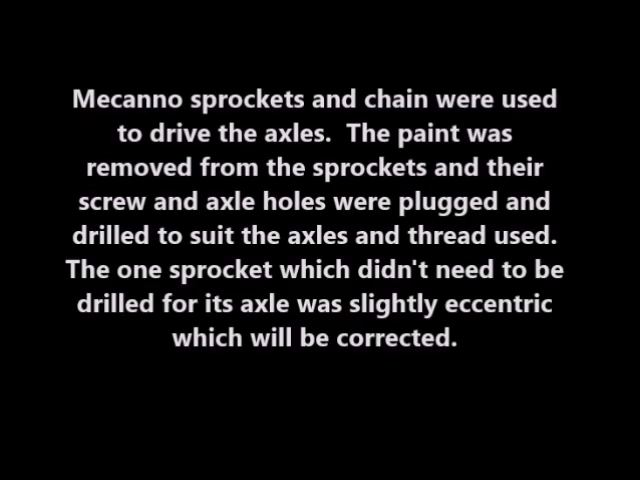 Mecanno sprockets and chain were used
to drive the axles.  The paint was
removed from the sprockets and their
screw and axle holes were plugged and
drilled to suit the axles and thread used.
The one sprocket which didn't need to be
drilled for its axle was slightly eccentric
which will be corrected.